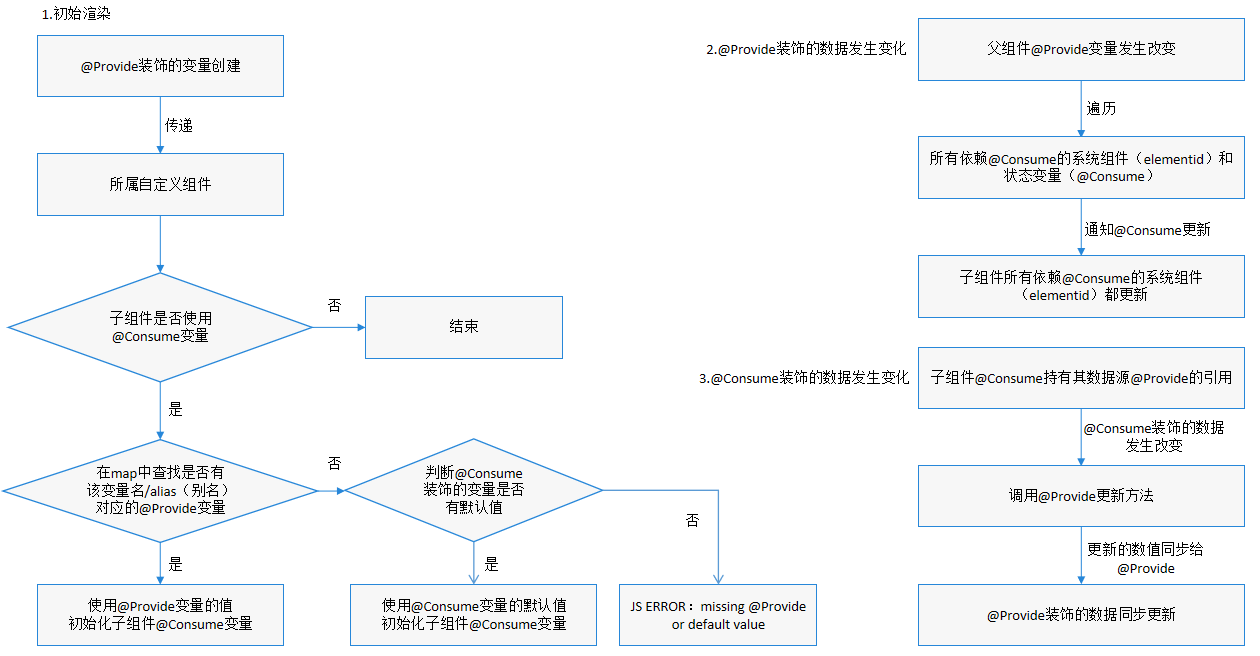 1.初始渲染
@Provide装饰的变量创建
传递
所属自定义组件
子组件是否使用
@Consume变量
否
结束
是
在map中查找是否有
该变量名/alias（别名）
对应的@Provide变量
否
判断@Consume
装饰的变量是否
有默认值
否
是
使用@Provide变量的值
初始化子组件@Consume变量
是
使用@Consume变量的默认值
初始化子组件@Consume变量
JS ERROR：missing @Provide
or default value
2.@Provide装饰的数据发生变化
父组件@Provide变量发生改变
遍历
所有依赖@Consume的系统组件（elementid）和
状态变量（@Consume）
通知@Consume更新
子组件所有依赖@Consume的系统组件
（elementid）都更新
3.@Consume装饰的数据发生变化
子组件@Consume持有其数据源@Provide的引用
@Consume装饰的数据
发生改变
调用@Provide更新方法
更新的数值同步给
@Provide
@Provide装饰的数据同步更新